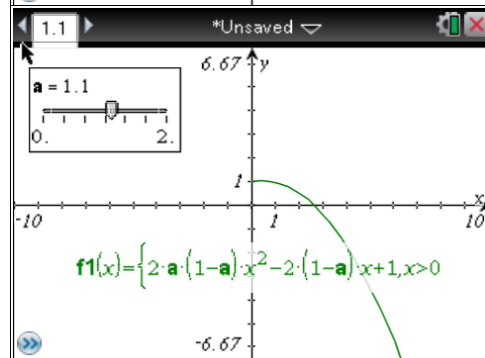 1.1 *Unsaved
6.67 y
a = 1.1
0. 2.
1
x
-10 1 10
f1(x)={2·a·(1-a)·x²-2·(1-a)·x+1,x>0
-6.67